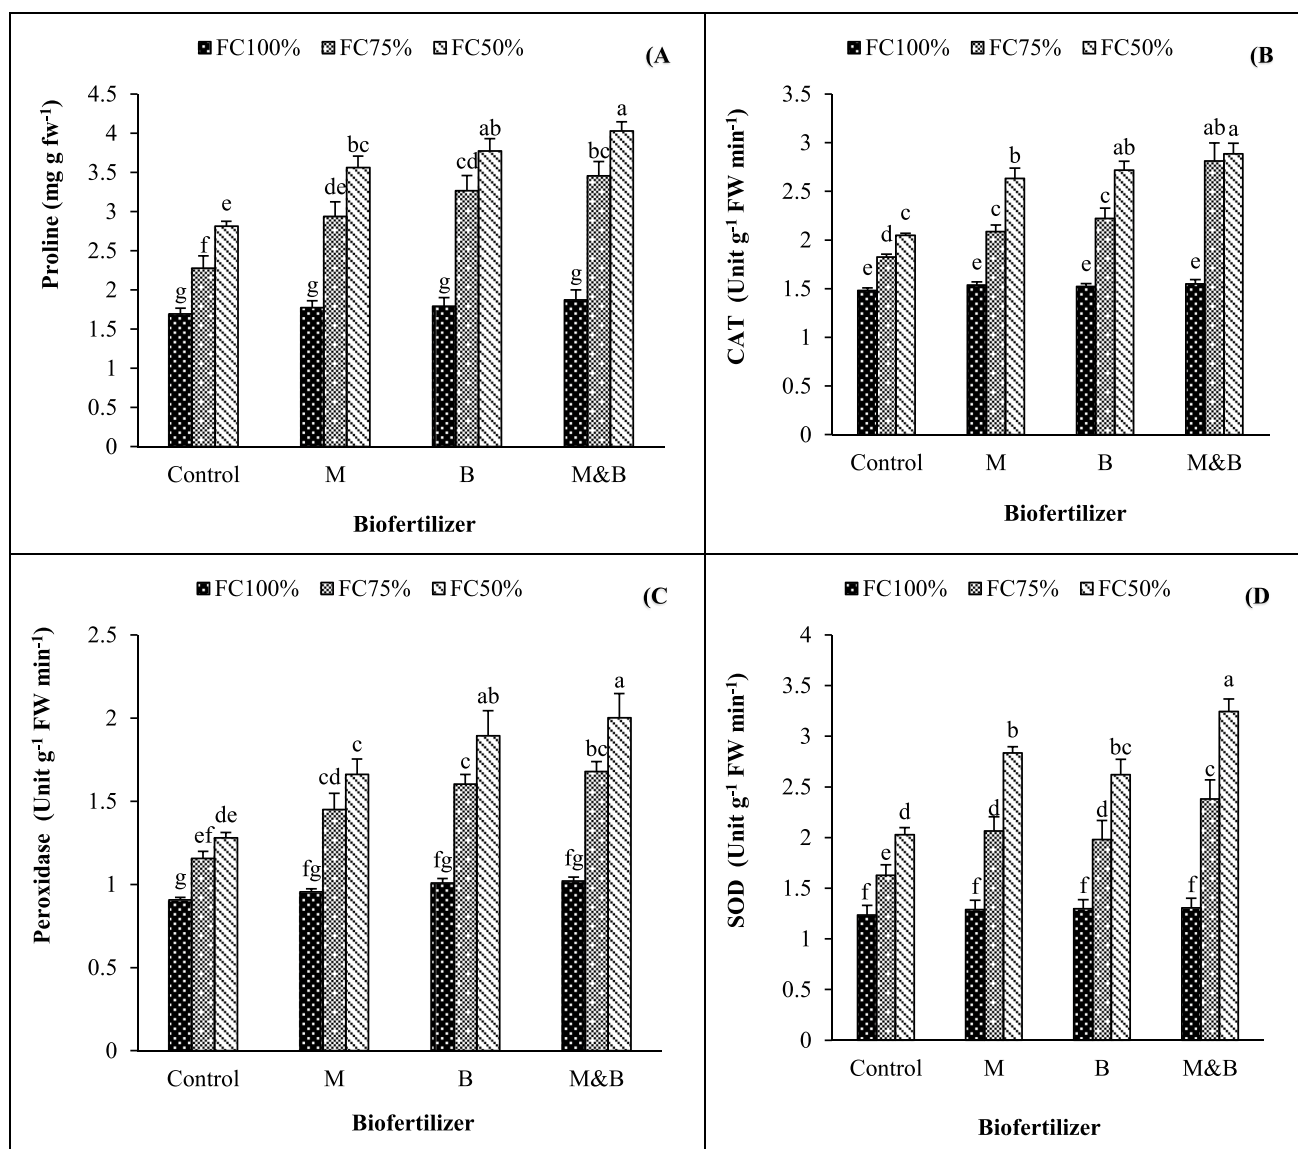 FC100% FC75% FC50% (A
Proline (mg g fw-1)
4.5
4
3.5
3
2.5
2
1.5
1
0.5
0
g f e g de bc g cd ab g bc a
Control M B M&B
Biofertilizer
FC100% FC75% FC50% (B
CAT (Unit g-1 FW min-1)
3.5
3
2.5
2
1.5
1
0.5
0
e d c e c b e c ab e ab a
Control M B M&B
Biofertilizer
FC100% FC75% FC50% (C
Peroxidase (Unit g-1 FW min-1)
2.5
2
1.5
1
0.5
0
g ef de fg cd c fg c ab fg bc a
Control M B M&B
Biofertilizer
FC100% FC75% FC50% (D
SOD (Unit g-1 FW min-1)
4
3.5
3
2.5
2
1.5
1
0.5
0
f e d f d b f d bc f c a
Control M B M&B
Biofertilizer